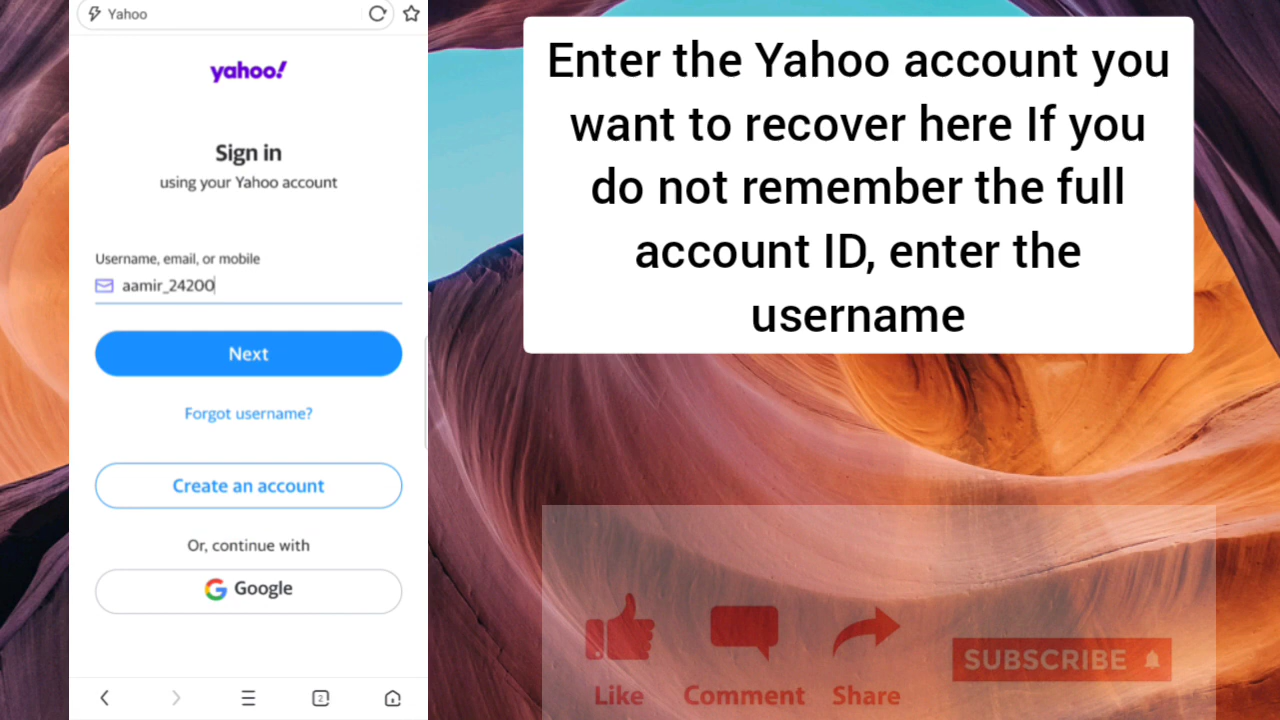 Yahoo
yahoo!
Sign in
using your Yahoo account
Username, email, or mobile
aamir_24200
Next
Forgot username?
Create an account
Or, continue with
Google
2
Enter the Yahoo account you
want to recover here If you
do not remember the full
account ID, enter the
username
Like Comment Share
SUBSCRIBE